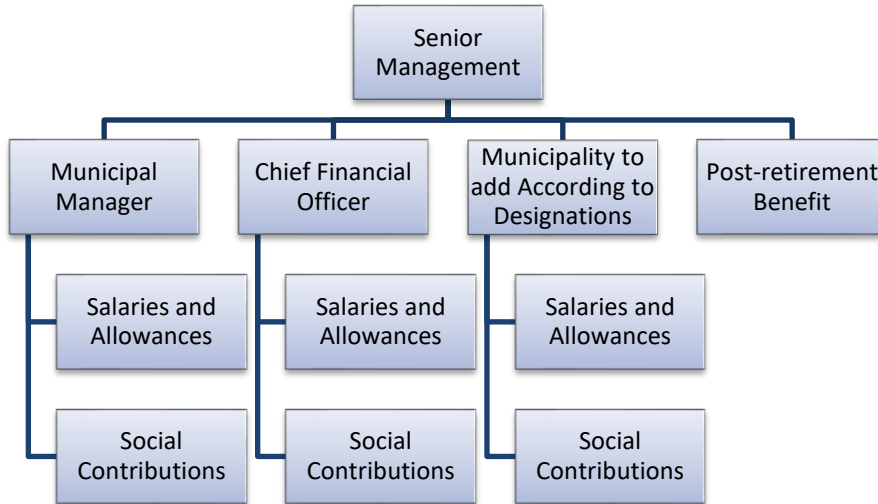 Senior
Management
Municipal
Manager
Chief Financial
Officer
Municipality to
add According to
Designations
Post-retirement
Benefit
Salaries and
Allowances
Salaries and
Allowances
Salaries and
Allowances
Social
Contributions
Social
Contributions
Social
Contributions